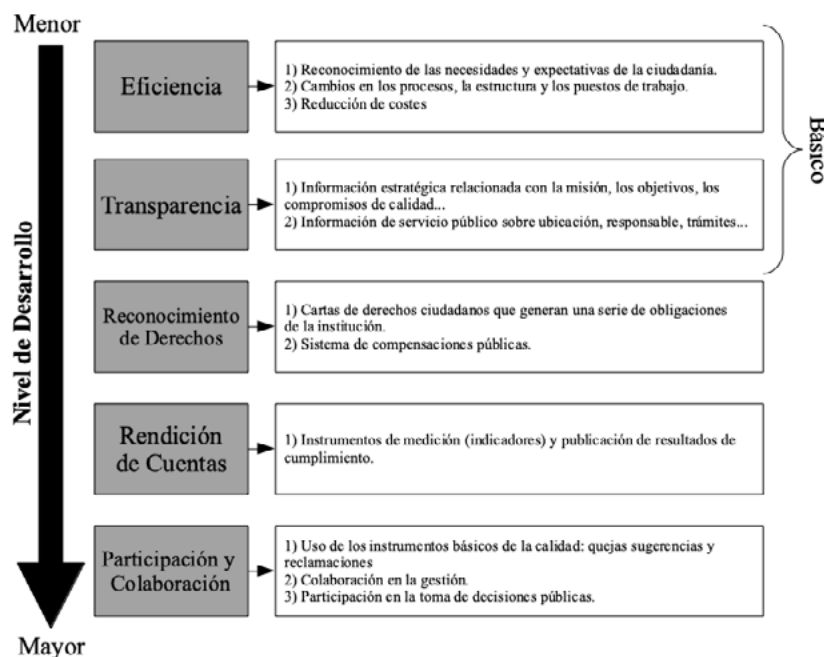 Menor
Nivel de Desarrollo
Mayor
Eficiencia
1) Reconocimiento de las necesidades y expectativas de la ciudadanía.
2) Cambios en los procesos, la estructura y los puestos de trabajo.
3) Reducción de costes
Transparencia
1) Información estratégica relacionada con la misión, los objetivos, los
compromisos de calidad...
2) Información de servicio público sobre ubicación, responsable, trámites...
Básico
Reconocimiento
de Derechos
1) Cartas de derechos ciudadanos que generan una serie de obligaciones
de la institución.
2) Sistema de compensaciones públicas.
Rendición
de Cuentas
1) Instrumentos de medición (indicadores) y publicación de resultados de
cumplimiento.
Participación y
Colaboración
1) Uso de los instrumentos básicos de la calidad: quejas sugerencias y
reclamaciones
2) Colaboración en la gestión.
3) Participación en la toma de decisiones públicas.